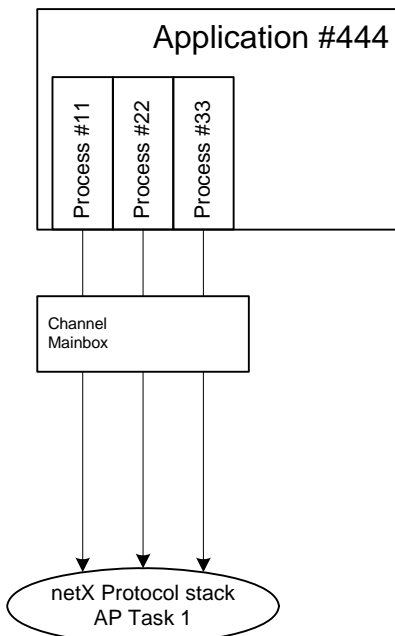 Application #444
Process #11
Process #22
Process #33
Channel
Mainbox
netX Protocol stack
AP Task 1